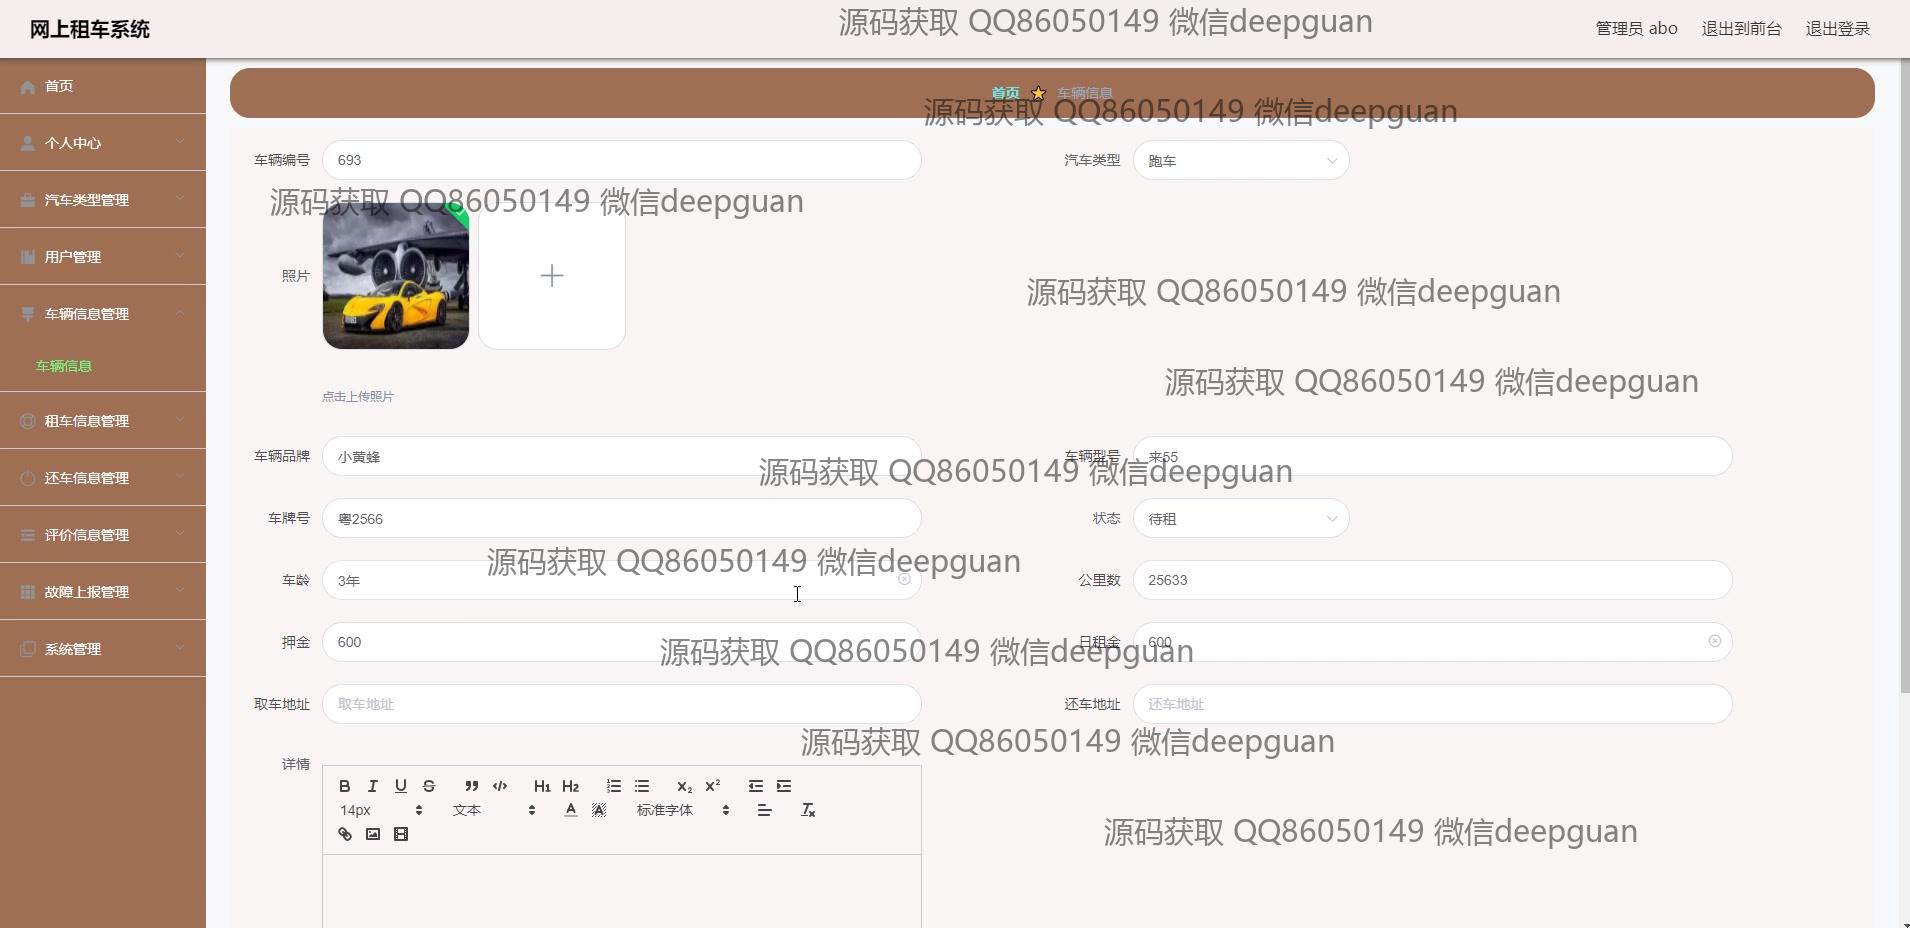 网上租车系统
源码获取 QQ86050149 微信deepguan
管理员 abo 退出到前台 退出登录
首页
首页 车辆信息
源码获取 QQ86050149 微信deepguan
个人中心
车辆编号 693 汽车类型 跑车
汽车类型管理
源码获取 QQ86050149 微信deepguan
用户管理
照片
源码获取 QQ86050149 微信deepguan
车辆信息管理
车辆信息
源码获取 QQ86050149 微信deepguan
点击上传照片
租车信息管理
车辆品牌 小黄蜂 车辆型号 来55
源码获取 QQ86050149 微信deepguan
还车信息管理
车牌号 粤2566 状态 待租
评价信息管理
源码获取 QQ86050149 微信deepguan
车龄 3年 公里数 25633
故障上报管理
押金 600 日租金 600
源码获取 QQ86050149 微信deepguan
系统管理
取车地址 取车地址 还车地址 还车地址
源码获取 QQ86050149 微信deepguan
详情
B I U S H1 H2 X2 X2
14px 文本 A A 标准字体
源码获取 QQ86050149 微信deepguan